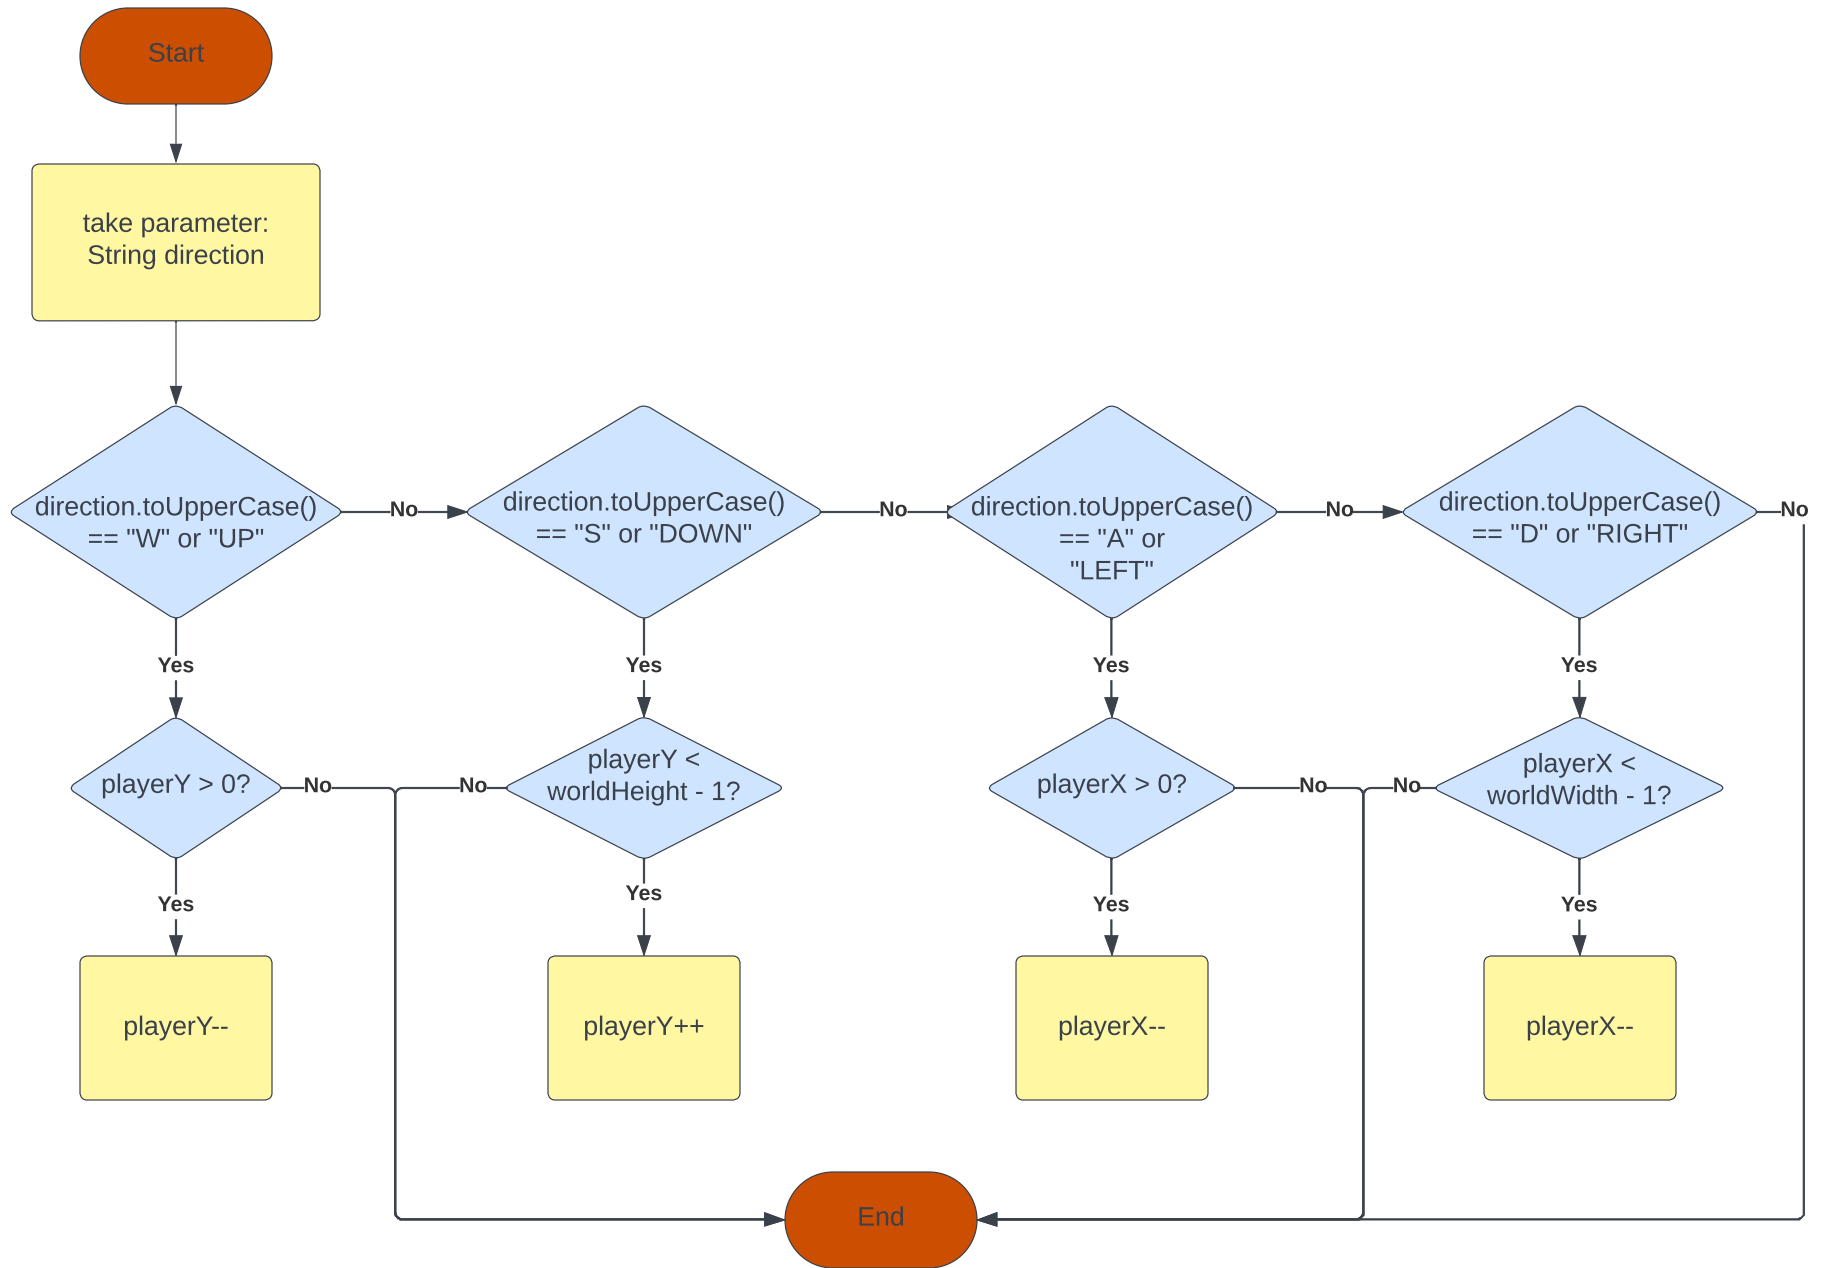 Start
take parameter:
String direction
direction.toUpperCase()
== "W" or "UP"
No
direction.toUpperCase()
== "S" or "DOWN"
No
direction.toUpperCase()
== "A" or
"LEFT"
No
direction.toUpperCase()
== "D" or "RIGHT"
No
Yes
Yes
Yes
Yes
playerY > 0?
No
No
playerY <
worldHeight - 1?
playerX > 0?
No
No
playerX <
worldWidth - 1?
Yes
Yes
Yes
Yes
playerY--
playerY++
playerX--
playerX--
End